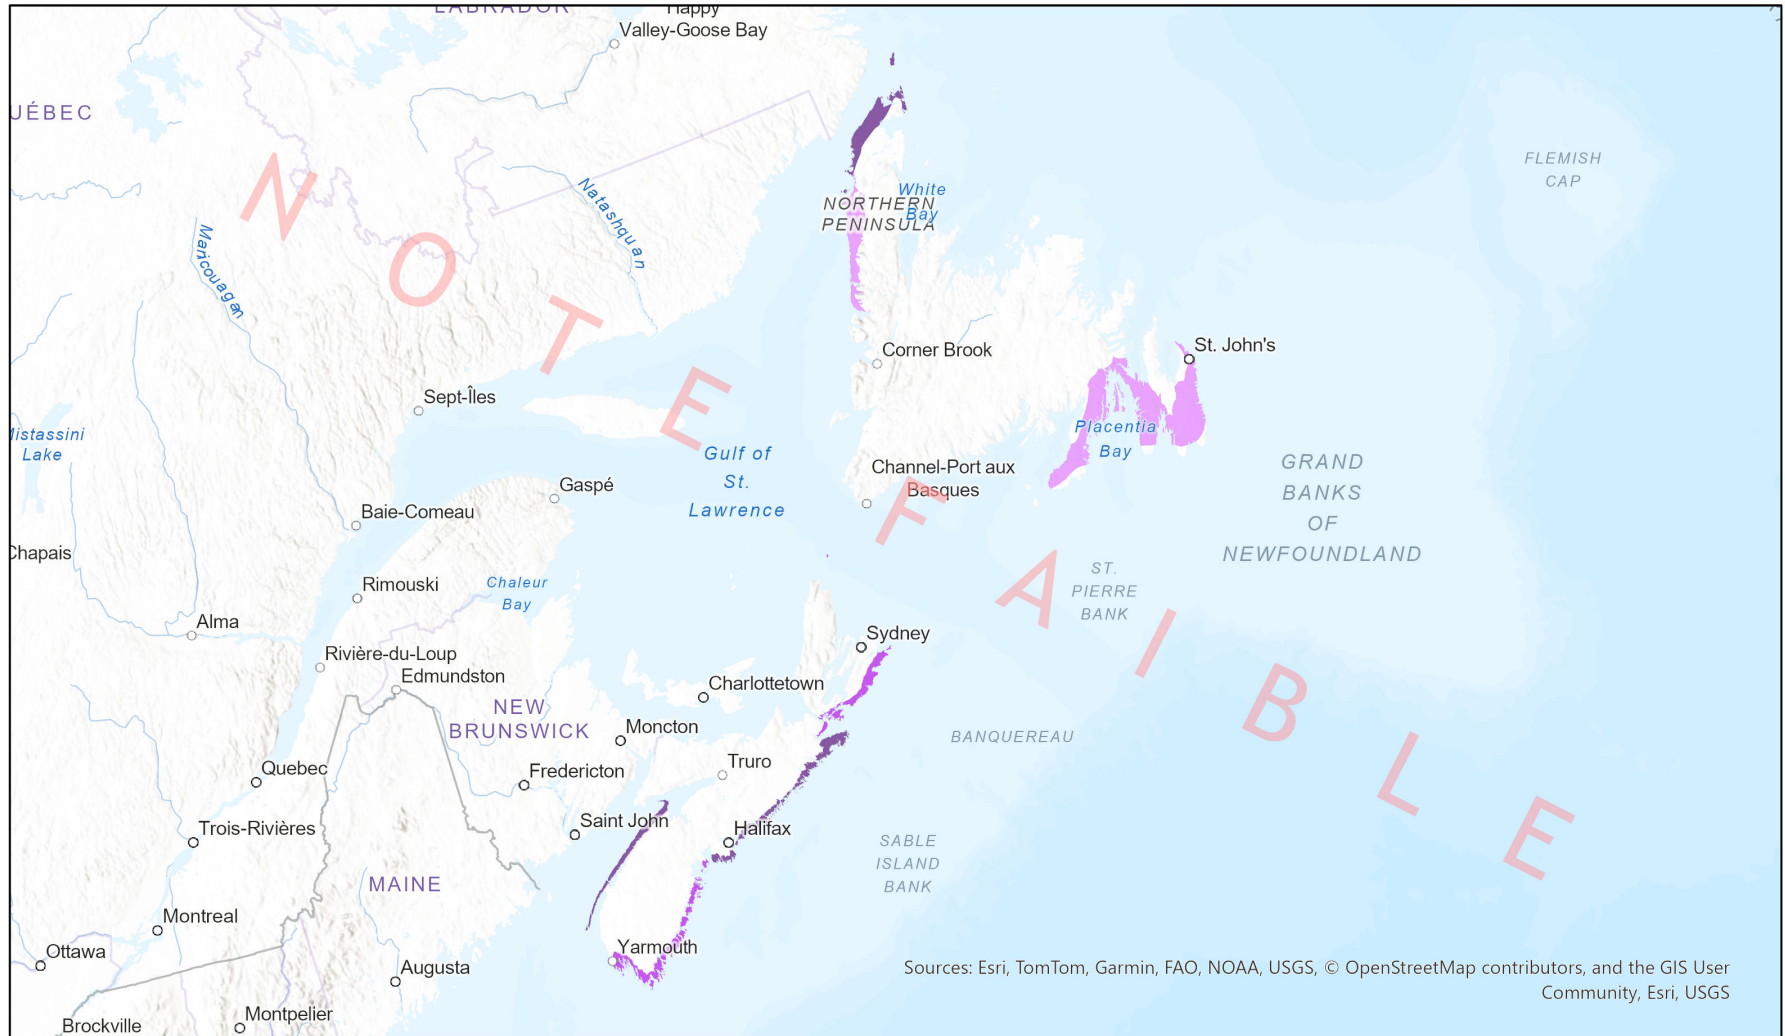 LABRADOR
Happy
Valley-Goose Bay
UÉBEC
FLEMISH
CAP
White
Bay
NORTHERN
PENINSULA
Natashquan
N O T E F A I B L E
Corner Brook
St. John's
Sept-Îles
Mistassini
Lake
Placentia
Bay
Gulf of
St.
Lawrence
GRAND
BANKS
OF
NEWFOUNDLAND
Channel-Port aux
Basques
Gaspé
Baie-Comeau
Chapais
Rimouski
Chaleur
Bay
ST.
PIERRE
BANK
Alma
Sydney
Rivière-du-Loup
Edmundston
Charlottetown
NEW
BRUNSWICK
Moncton
BANQUEREAU
Truro
Quebec
Fredericton
Saint John
Trois-Rivières
Halifax
SABLE
ISLAND
BANK
MAINE
Montreal
Yarmouth
Ottawa
Augusta
Sources: Esri, TomTom, Garmin, FAO, NOAA, USGS, © OpenStreetMap contributors, and the GIS User
Community, Esri, USGS
Montpelier
Brockville